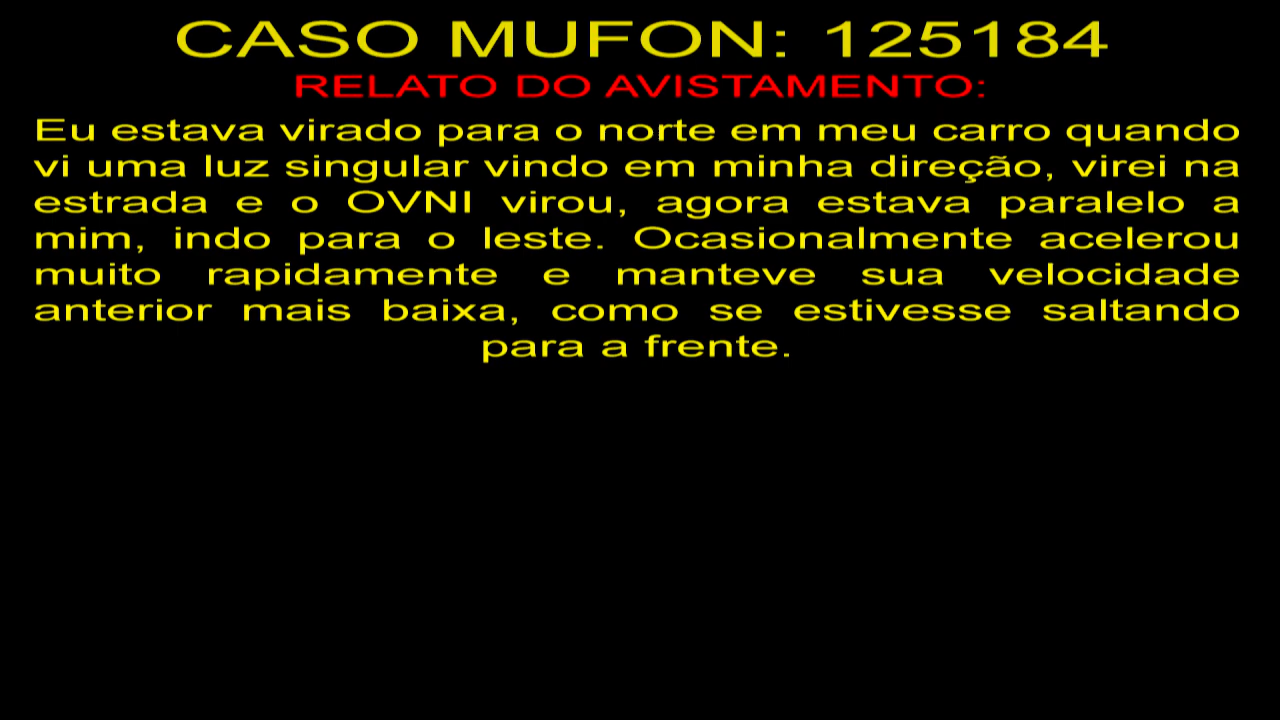 CASO MUFON: 125184
RELATO DO AVISTAMENTO:
Eu estava virado para o norte em meu carro quando
vi uma luz singular vindo em minha direção, virei na
estrada e o OVNI virou, agora estava paralelo a
mim, indo para o leste. Ocasionalmente acelerou
muito rapidamente e manteve sua velocidade
anterior mais baixa, como se estivesse saltando
para a frente.